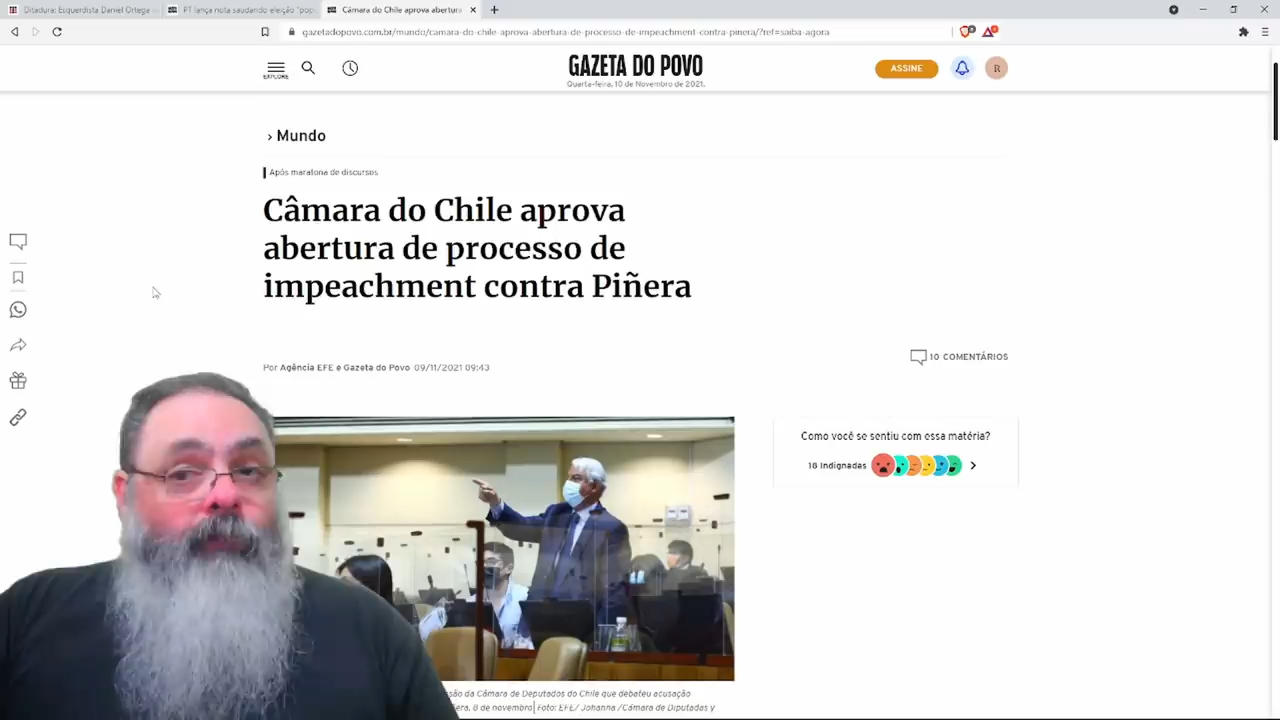 Ditadura: Esquerdista Daniel Ortega
PT lança nota saudando eleição "pop
Câmara do Chile aprova abertura
gazetadopovo.com.br/mundo/camara-do-chile-aprova-abertura-de-processo-de-impeachment-contra-pinera/?ref=saiba-agora
EXPLORE
GAZETA DO POVO
Quarta-feira, 10 de Novembro de 2021.
ASSINE
R
› Mundo
Após maratona de discursos
Câmara do Chile aprova
abertura de processo de
impeachment contra Piñera
10 COMENTÁRIOS
Por Agência EFE e Gazeta do Povo 09/11/2021 09:43
Como você se sentiu com essa matéria?
18 Indignadas
são da Câmara de Deputados do Chile que debateu acusação
era, 8 de novembro| Foto: EFE/ Johanna /Câmara de Diputadas y